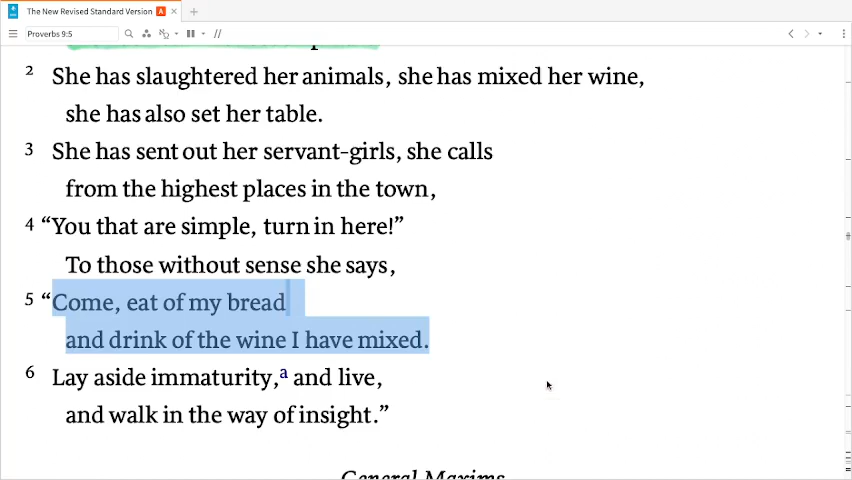 The New Revised Standard Version A
Proverbs 9:5
2 She has slaughtered her animals, she has mixed her wine,
she has also set her table.
3 She has sent out her servant-girls, she calls
from the highest places in the town,
4 “You that are simple, turn in here!”
To those without sense she says,
5 “Come, eat of my bread
and drink of the wine I have mixed.
6 Lay aside immaturity,a and live,
and walk in the way of insight.”
General Maxims